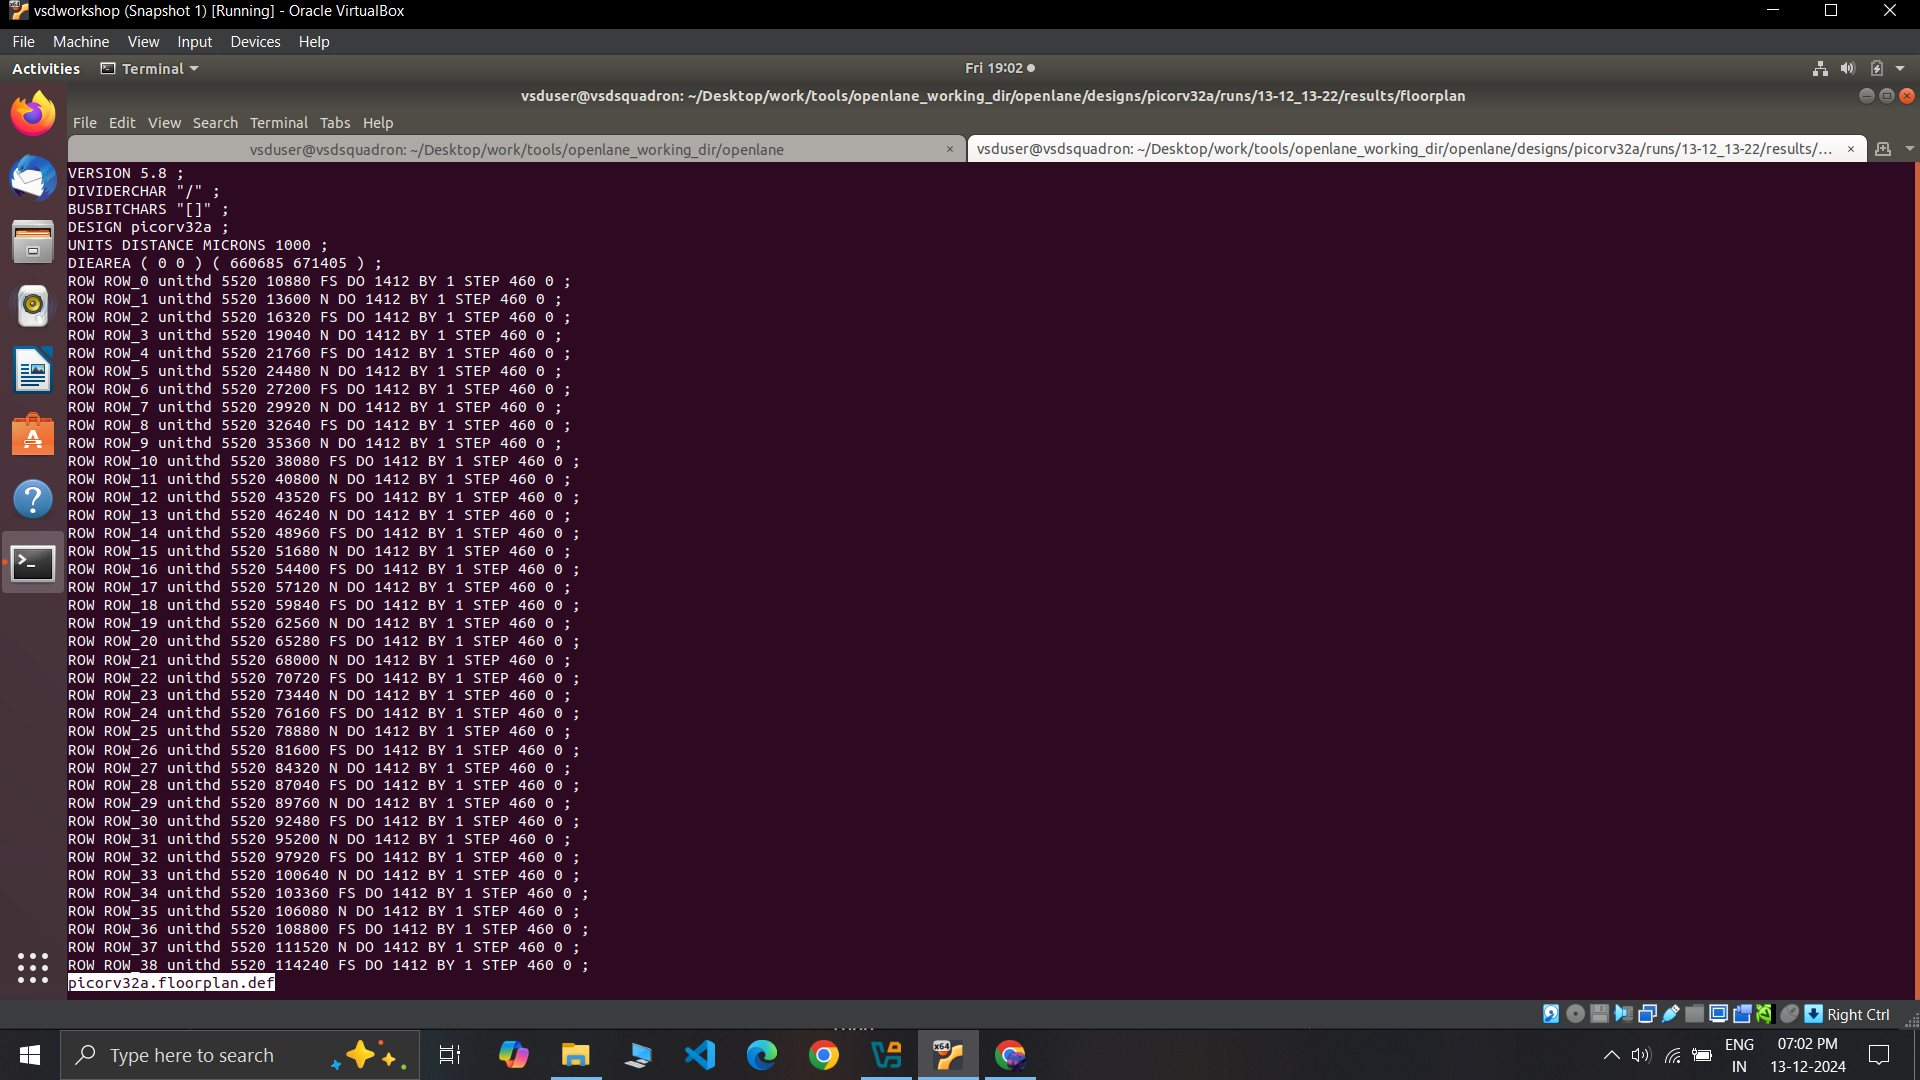 vsdworkshop (Snapshot 1) [Running] - Oracle VirtualBox
File Machine View Input Devices Help
Activities Terminal Fri 19:02
vsduser@vsdsquadron: ~/Desktop/work/tools/openlane_working_dir/openlane/designs/picorv32a/runs/13-12_13-22/results/floorplan
File Edit View Search Terminal Tabs Help
vsduser@vsdsquadron: ~/Desktop/work/tools/openlane_working_dir/openlane
vsduser@vsdsquadron: ~/Desktop/work/tools/openlane_working_dir/openlane/designs/picorv32a/runs/13-12_13-22/results/...
VERSION 5.8 ;
DIVIDERCHAR "/" ;
BUSBITCHARS "[]" ;
DESIGN picorv32a ;
UNITS DISTANCE MICRONS 1000 ;
DIEAREA ( 0 0 ) ( 660685 671405 ) ;
ROW ROW_0 unithd 5520 10880 FS DO 1412 BY 1 STEP 460 0 ;
ROW ROW_1 unithd 5520 13600 N DO 1412 BY 1 STEP 460 0 ;
ROW ROW_2 unithd 5520 16320 FS DO 1412 BY 1 STEP 460 0 ;
ROW ROW_3 unithd 5520 19040 N DO 1412 BY 1 STEP 460 0 ;
ROW ROW_4 unithd 5520 21760 FS DO 1412 BY 1 STEP 460 0 ;
ROW ROW_5 unithd 5520 24480 N DO 1412 BY 1 STEP 460 0 ;
ROW ROW_6 unithd 5520 27200 FS DO 1412 BY 1 STEP 460 0 ;
ROW ROW_7 unithd 5520 29920 N DO 1412 BY 1 STEP 460 0 ;
ROW ROW_8 unithd 5520 32640 FS DO 1412 BY 1 STEP 460 0 ;
ROW ROW_9 unithd 5520 35360 N DO 1412 BY 1 STEP 460 0 ;
ROW ROW_10 unithd 5520 38080 FS DO 1412 BY 1 STEP 460 0 ;
ROW ROW_11 unithd 5520 40800 N DO 1412 BY 1 STEP 460 0 ;
ROW ROW_12 unithd 5520 43520 FS DO 1412 BY 1 STEP 460 0 ;
ROW ROW_13 unithd 5520 46240 N DO 1412 BY 1 STEP 460 0 ;
ROW ROW_14 unithd 5520 48960 FS DO 1412 BY 1 STEP 460 0 ;
ROW ROW_15 unithd 5520 51680 N DO 1412 BY 1 STEP 460 0 ;
ROW ROW_16 unithd 5520 54400 FS DO 1412 BY 1 STEP 460 0 ;
ROW ROW_17 unithd 5520 57120 N DO 1412 BY 1 STEP 460 0 ;
ROW ROW_18 unithd 5520 59840 FS DO 1412 BY 1 STEP 460 0 ;
ROW ROW_19 unithd 5520 62560 N DO 1412 BY 1 STEP 460 0 ;
ROW ROW_20 unithd 5520 65280 FS DO 1412 BY 1 STEP 460 0 ;
ROW ROW_21 unithd 5520 68000 N DO 1412 BY 1 STEP 460 0 ;
ROW ROW_22 unithd 5520 70720 FS DO 1412 BY 1 STEP 460 0 ;
ROW ROW_23 unithd 5520 73440 N DO 1412 BY 1 STEP 460 0 ;
ROW ROW_24 unithd 5520 76160 FS DO 1412 BY 1 STEP 460 0 ;
ROW ROW_25 unithd 5520 78880 N DO 1412 BY 1 STEP 460 0 ;
ROW ROW_26 unithd 5520 81600 FS DO 1412 BY 1 STEP 460 0 ;
ROW ROW_27 unithd 5520 84320 N DO 1412 BY 1 STEP 460 0 ;
ROW ROW_28 unithd 5520 87040 FS DO 1412 BY 1 STEP 460 0 ;
ROW ROW_29 unithd 5520 89760 N DO 1412 BY 1 STEP 460 0 ;
ROW ROW_30 unithd 5520 92480 FS DO 1412 BY 1 STEP 460 0 ;
ROW ROW_31 unithd 5520 95200 N DO 1412 BY 1 STEP 460 0 ;
ROW ROW_32 unithd 5520 97920 FS DO 1412 BY 1 STEP 460 0 ;
ROW ROW_33 unithd 5520 100640 N DO 1412 BY 1 STEP 460 0 ;
ROW ROW_34 unithd 5520 103360 FS DO 1412 BY 1 STEP 460 0 ;
ROW ROW_35 unithd 5520 106080 N DO 1412 BY 1 STEP 460 0 ;
ROW ROW_36 unithd 5520 108800 FS DO 1412 BY 1 STEP 460 0 ;
ROW ROW_37 unithd 5520 111520 N DO 1412 BY 1 STEP 460 0 ;
ROW ROW_38 unithd 5520 114240 FS DO 1412 BY 1 STEP 460 0 ;
picorv32a.floorplan.def
Right Ctrl
Type here to search
ENG
IN
07:02 PM
13-12-2024